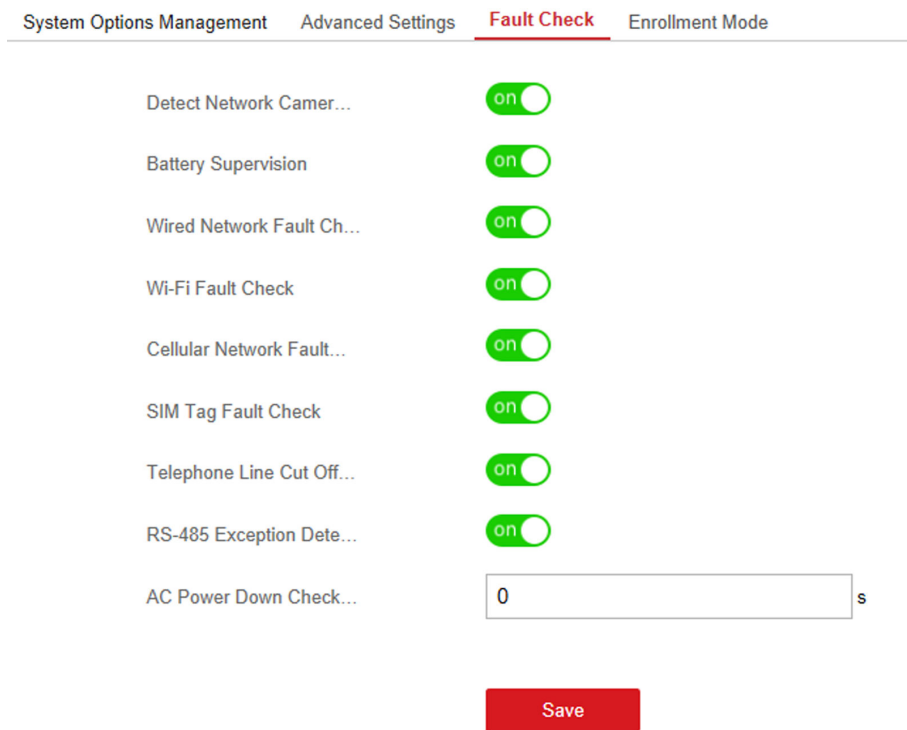 System Options Management Advanced Settings Fault Check Enrollment Mode
Detect Network Camer... on
Battery Supervision on
Wired Network Fault Ch... on
Wi-Fi Fault Check on
Cellular Network Fault... on
SIM Tag Fault Check on
Telephone Line Cut Off... on
RS-485 Exception Dete... on
AC Power Down Check... 0 s
Save